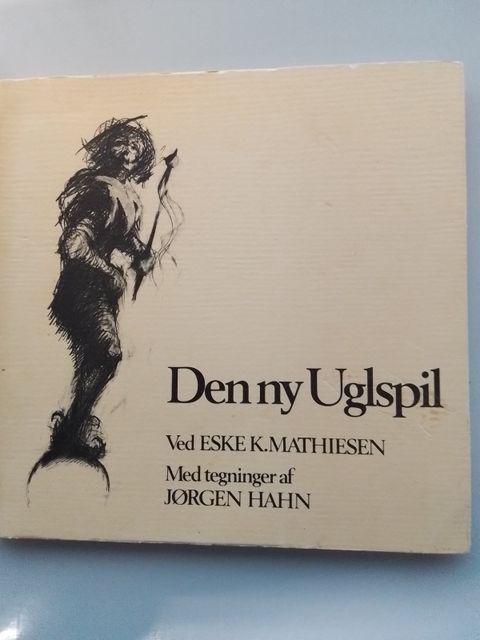 Den ny Uglspil
Ved ESKE K. MATHIESEN
Med tegninger af
JØRGEN HAHN